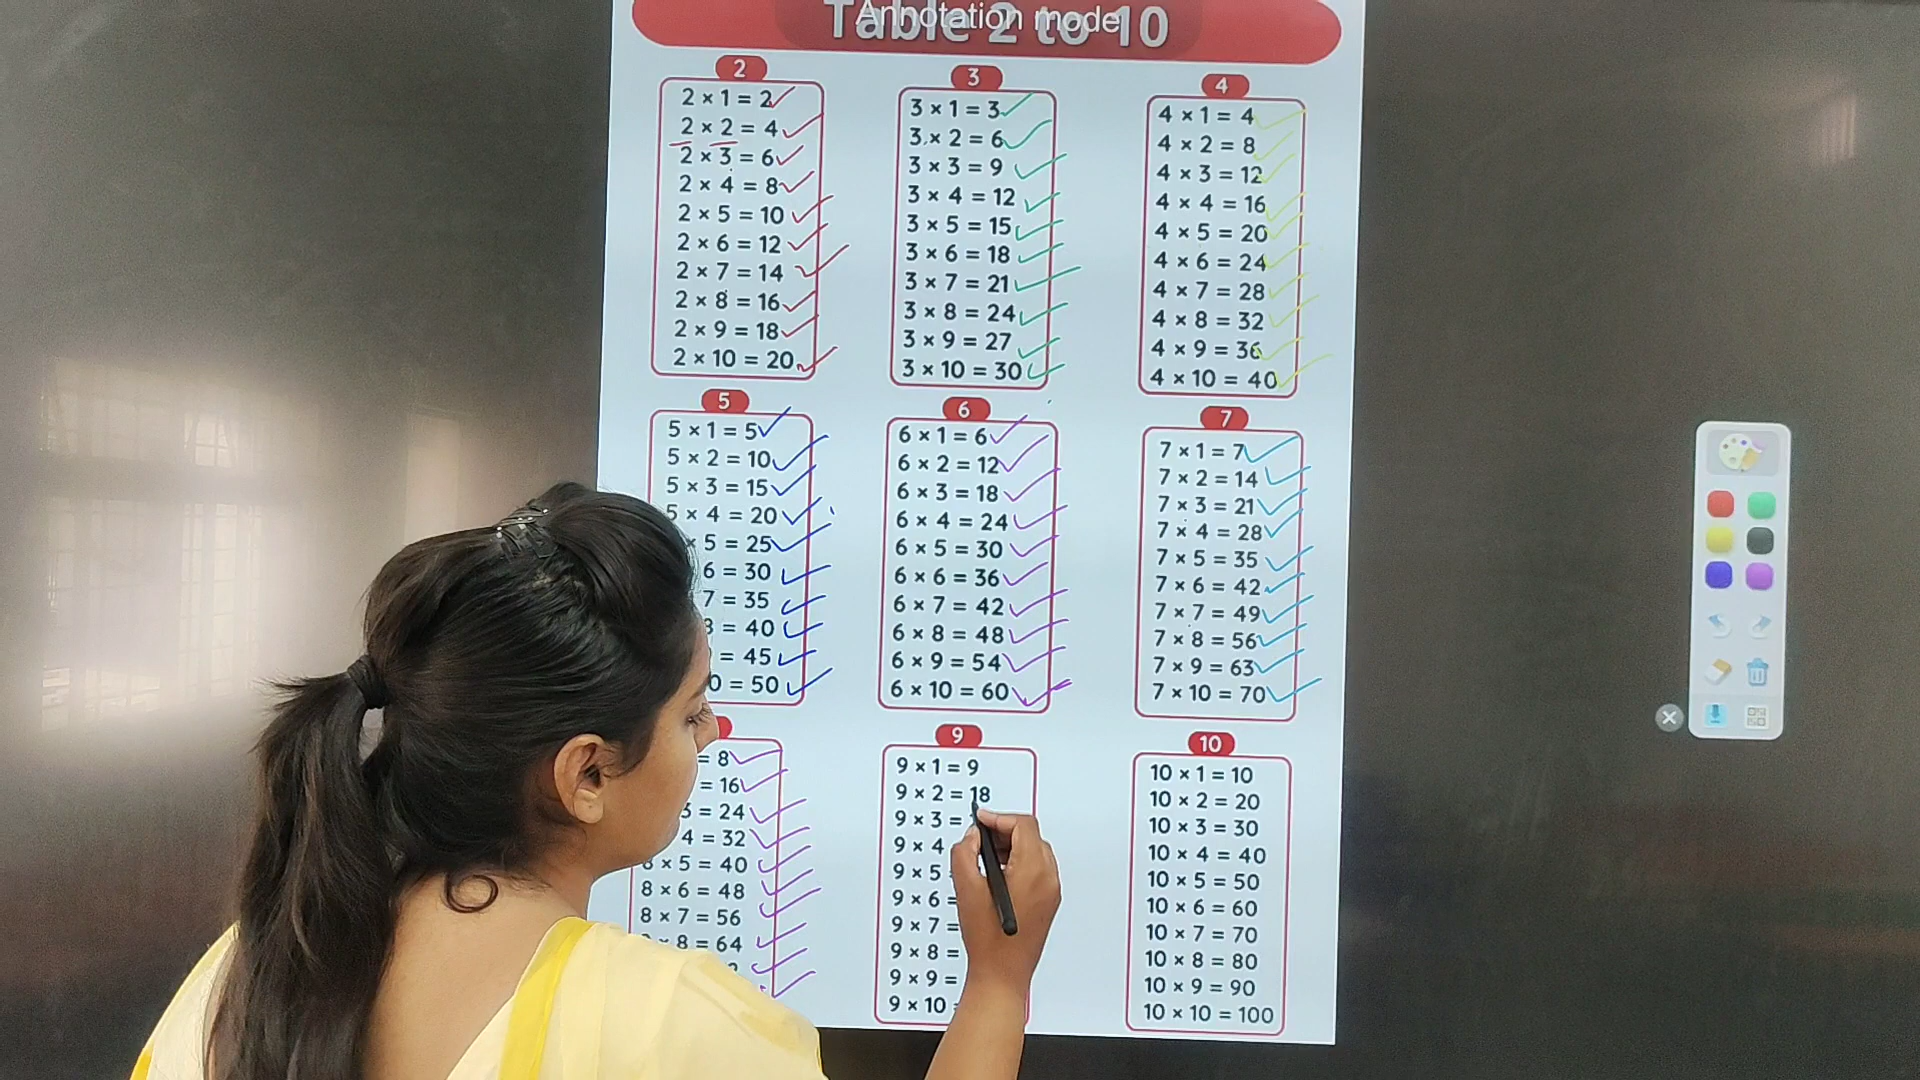 Table 2 to 10
Annotation mode
2
2 × 1 = 2
2 × 2 = 4
2 × 3 = 6
2 × 4 = 8
2 × 5 = 10
2 × 6 = 12
2 × 7 = 14
2 × 8 = 16
2 × 9 = 18
2 × 10 = 20
3
3 × 1 = 3
3 × 2 = 6
3 × 3 = 9
3 × 4 = 12
3 × 5 = 15
3 × 6 = 18
3 × 7 = 21
3 × 8 = 24
3 × 9 = 27
3 × 10 = 30
4
4 × 1 = 4
4 × 2 = 8
4 × 3 = 12
4 × 4 = 16
4 × 5 = 20
4 × 6 = 24
4 × 7 = 28
4 × 8 = 32
4 × 9 = 36
4 × 10 = 40
5
5 × 1 = 5
5 × 2 = 10
5 × 3 = 15
5 × 4 = 20
× 5 = 25
6 = 30
7 = 35
8 = 40
= 45
0 = 50
6
6 × 1 = 6
6 × 2 = 12
6 × 3 = 18
6 × 4 = 24
6 × 5 = 30
6 × 6 = 36
6 × 7 = 42
6 × 8 = 48
6 × 9 = 54
6 × 10 = 60
7
7 × 1 = 7
7 × 2 = 14
7 × 3 = 21
7 × 4 = 28
7 × 5 = 35
7 × 6 = 42
7 × 7 = 49
7 × 8 = 56
7 × 9 = 63
7 × 10 = 70
= 8
= 16
3 = 24
4 = 32
8 × 5 = 40
8 × 6 = 48
8 × 7 = 56
× 8 = 64
9
9 × 1 = 9
9 × 2 = 18
9 × 3 =
9 × 4
9 × 5
9 × 6 =
9 × 7 =
9 × 8 =
9 × 9 =
9 × 10
10
10 × 1 = 10
10 × 2 = 20
10 × 3 = 30
10 × 4 = 40
10 × 5 = 50
10 × 6 = 60
10 × 7 = 70
10 × 8 = 80
10 × 9 = 90
10 × 10 = 100